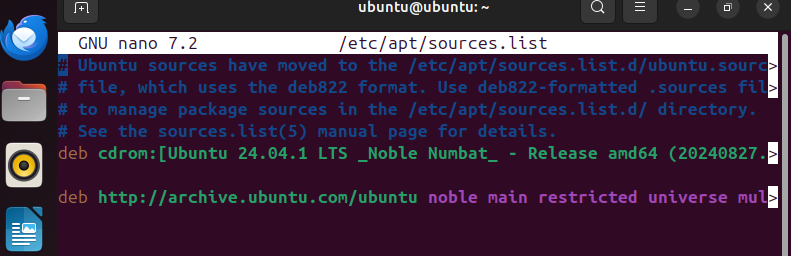 ubuntu@ubuntu: ~
GNU nano 7.2 /etc/apt/sources.list
# Ubuntu sources have moved to the /etc/apt/sources.list.d/ubuntu.sourc>
# file, which uses the deb822 format. Use deb822-formatted .sources fil>
# to manage package sources in the /etc/apt/sources.list.d/ directory.
# See the sources.list(5) manual page for details.
deb cdrom:[Ubuntu 24.04.1 LTS _Noble Numbat_ - Release amd64 (20240827.>
deb http://archive.ubuntu.com/ubuntu noble main restricted universe mul>